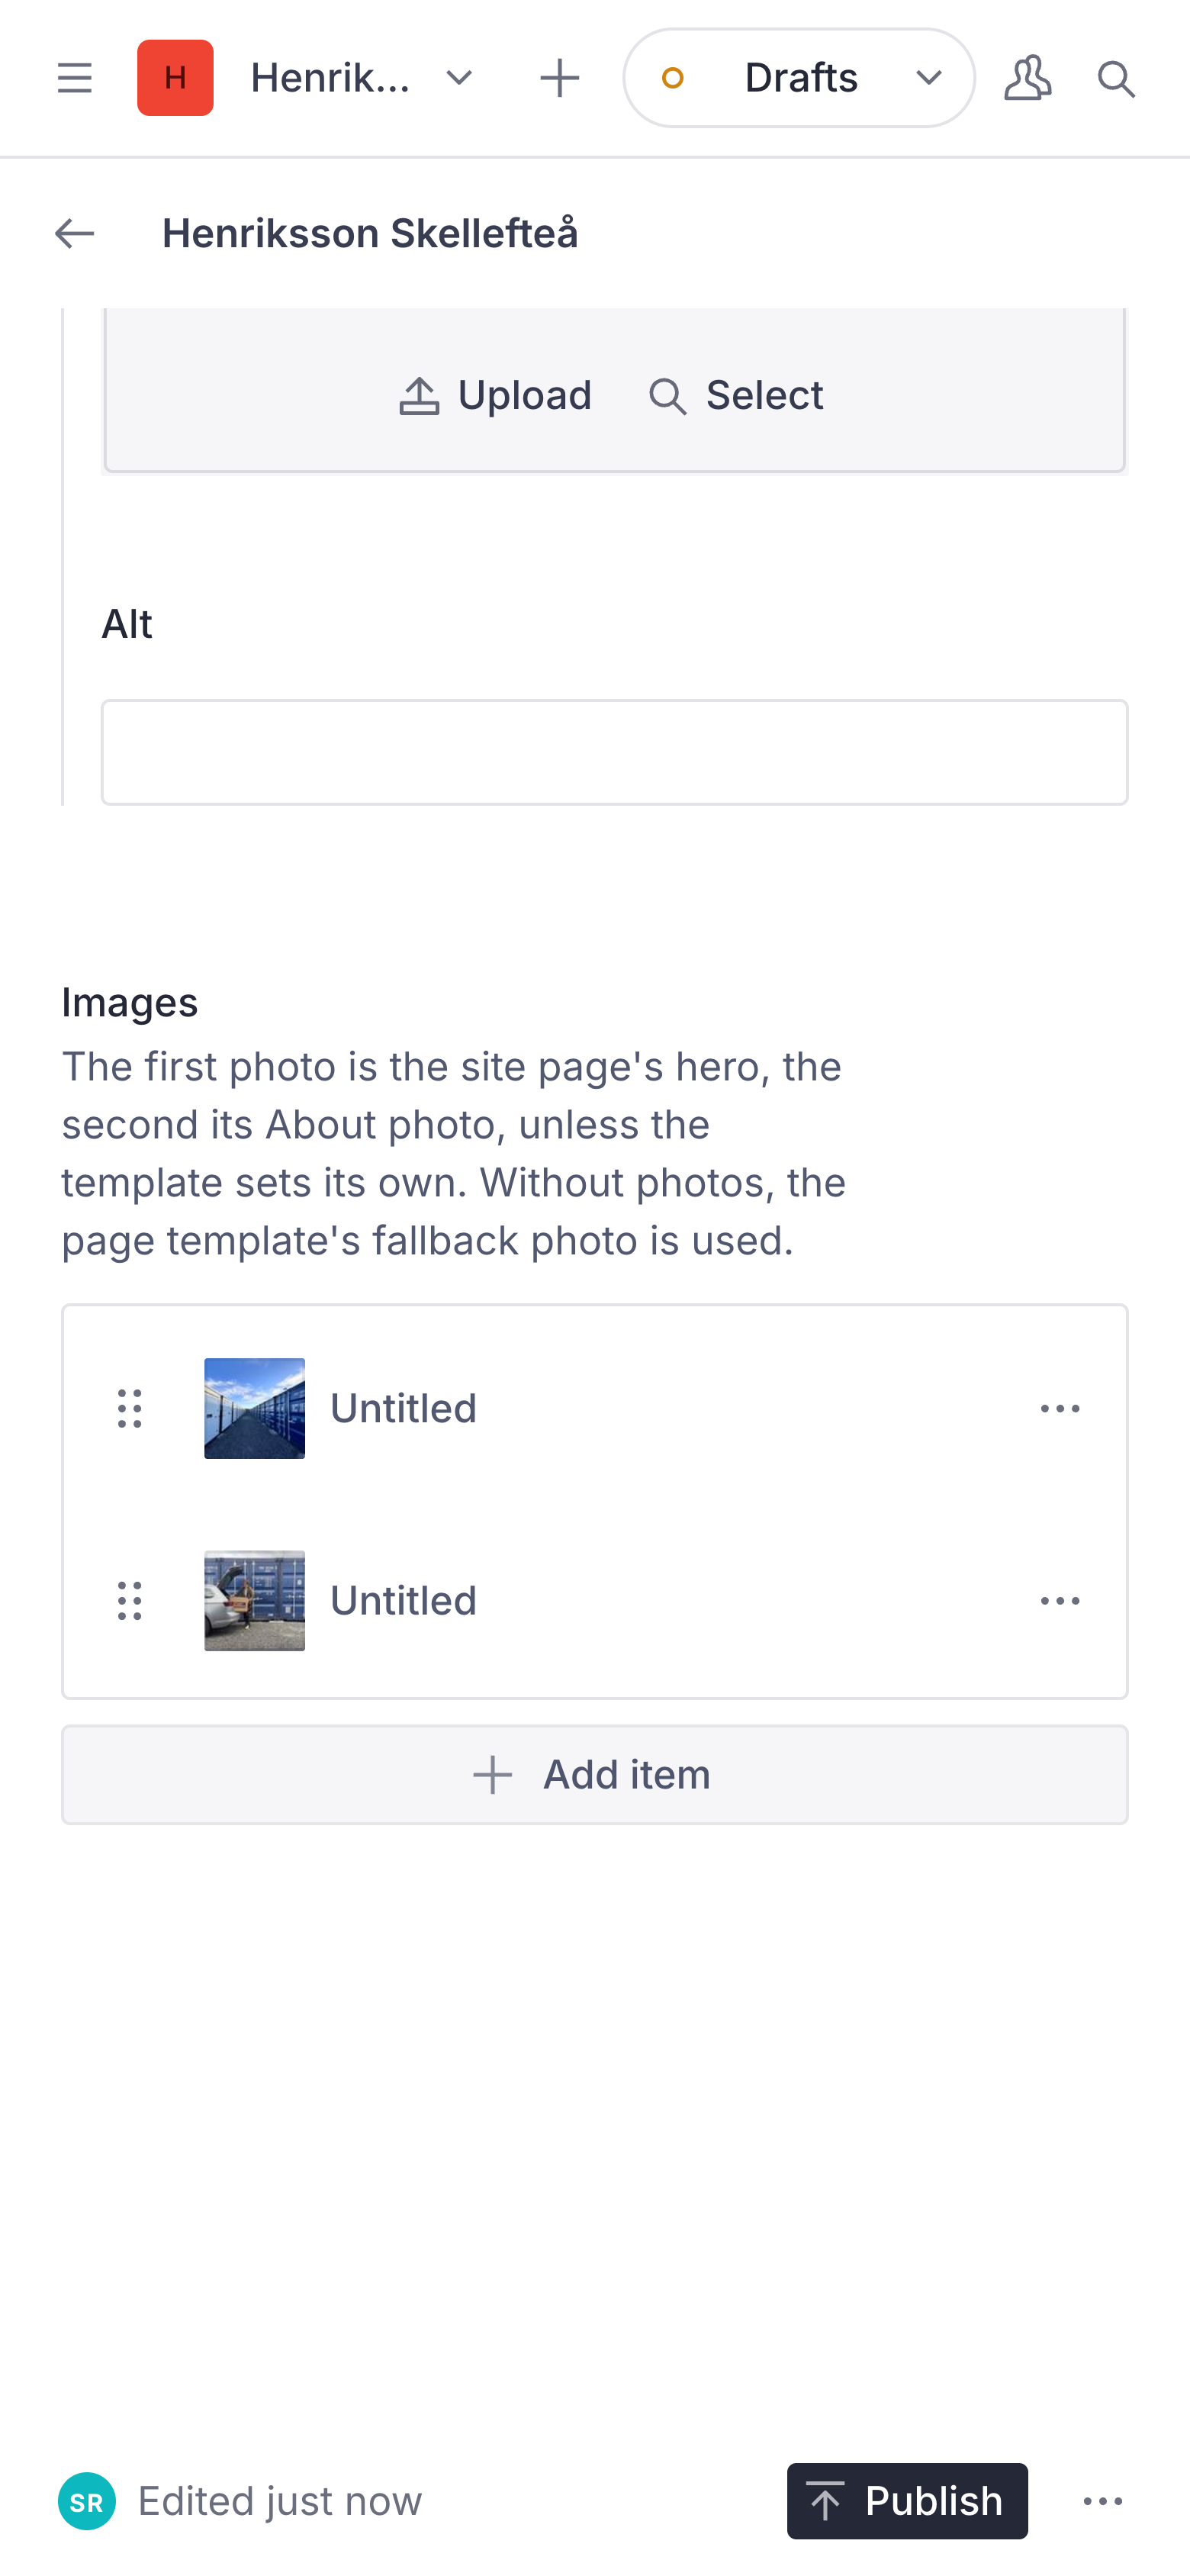 H Henrik... Drafts
Henriksson Skellefteå
Upload Select
Alt
Images
The first photo is the site page's hero, the
second its About photo, unless the
template sets its own. Without photos, the
page template's fallback photo is used.
Untitled
Untitled
Add item
SR Edited just now Publish